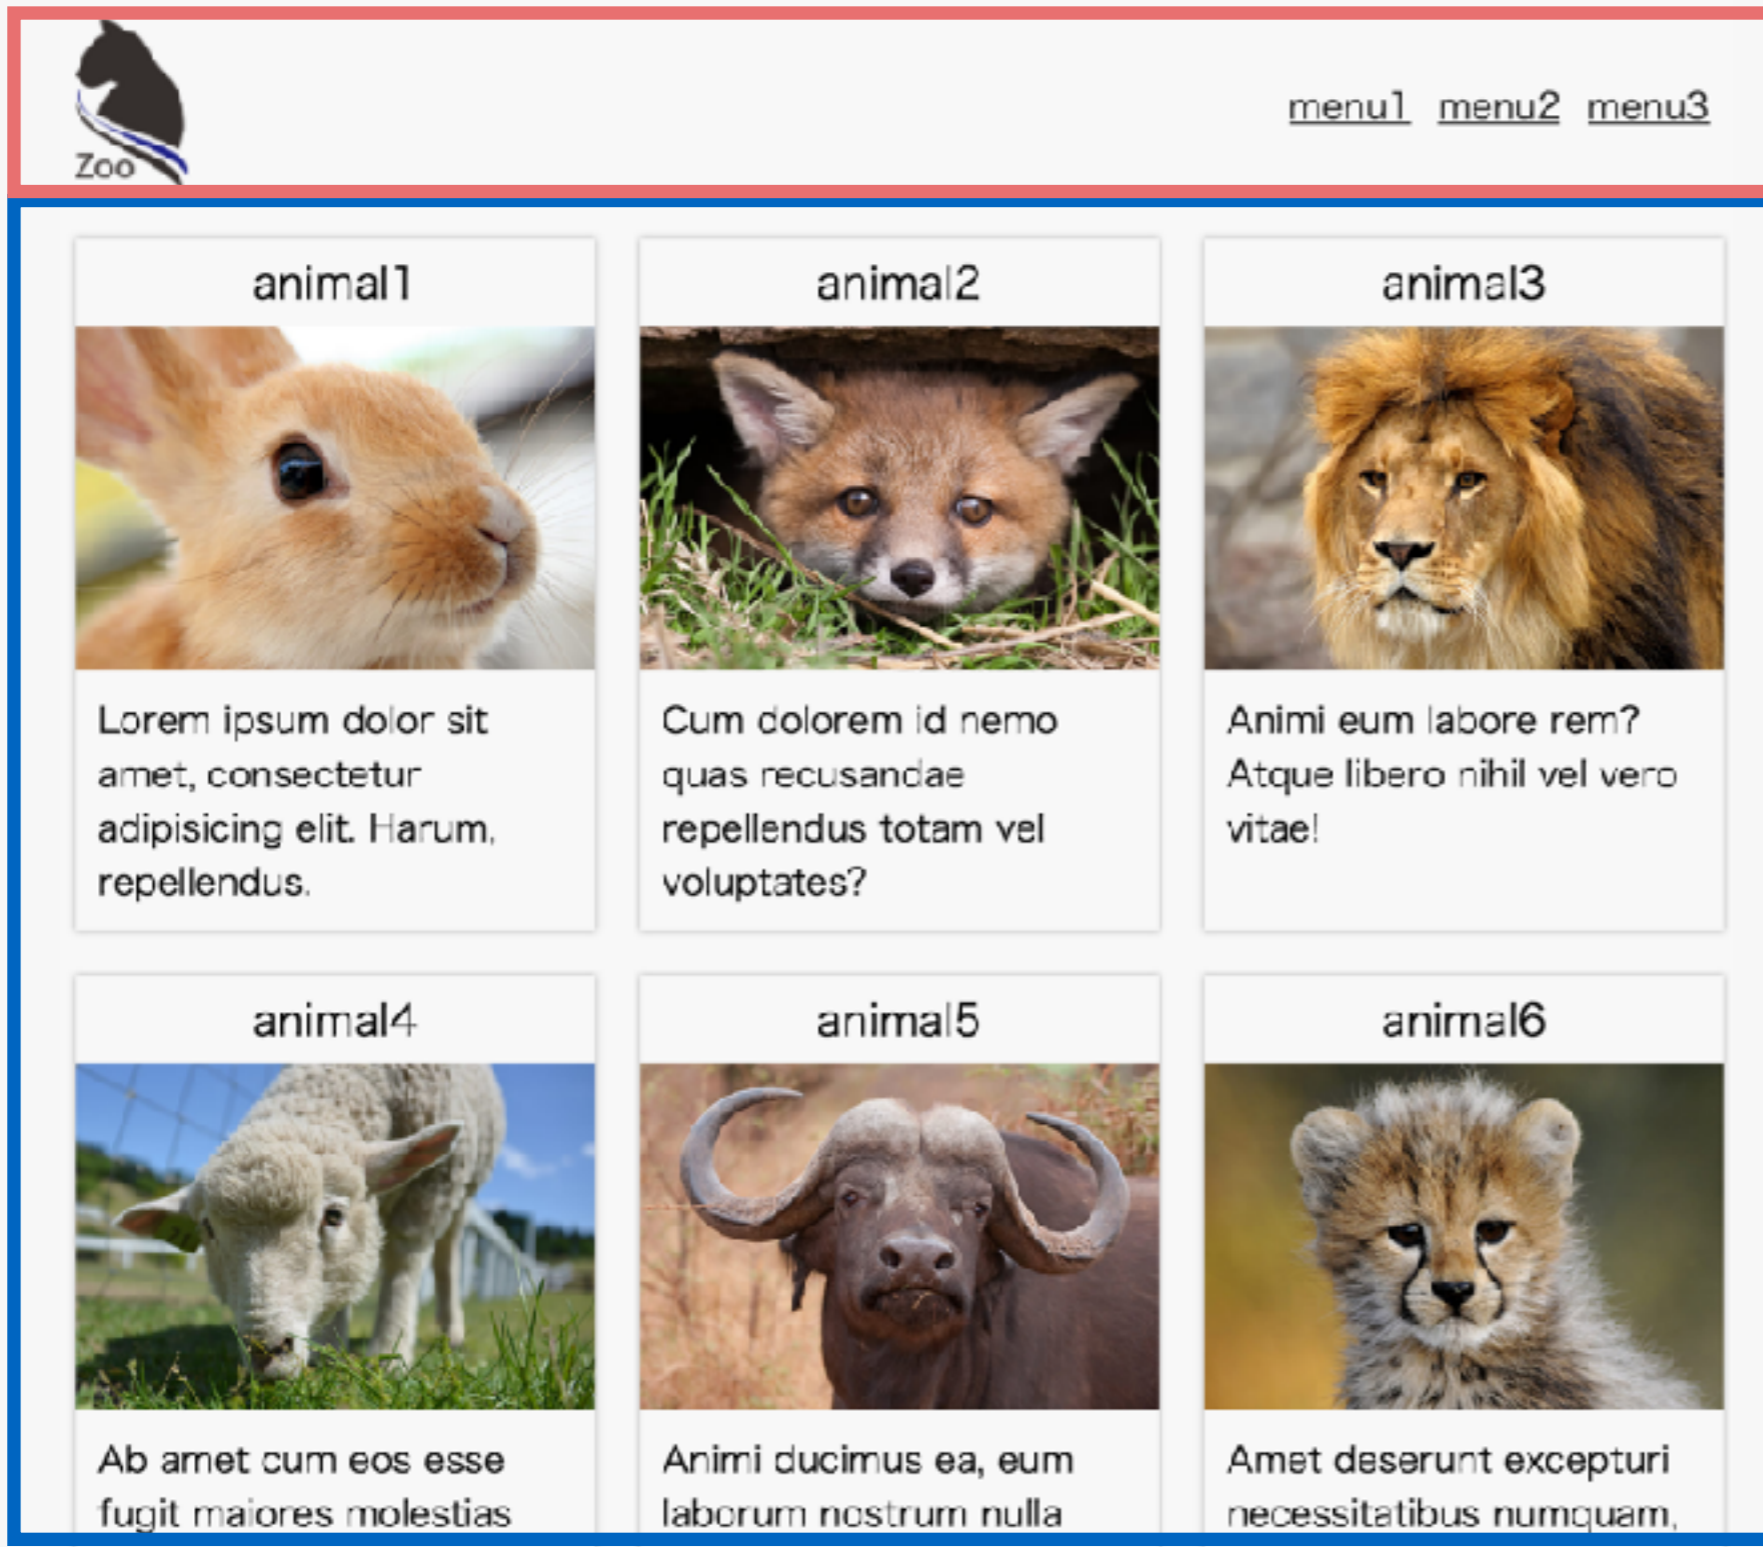 Zoo
menu1 menu2 menu3
animal1
Lorem ipsum dolor sit
amet, consectetur
adipisicing elit. Harum,
repellendus.
animal2
Cum dolorem id nemo
quas recusandae
repellendus totam vel
voluptates?
animal3
Animi eum labore rem?
Atque libero nihil vel vero
vitae!
animal4
Ab amet cum eos esse
fugit maiores molestias
animal5
Animi ducimus ea, eum
laborum nostrum nulla
animal6
Amet deserunt excepturi
necessitatibus numquam,